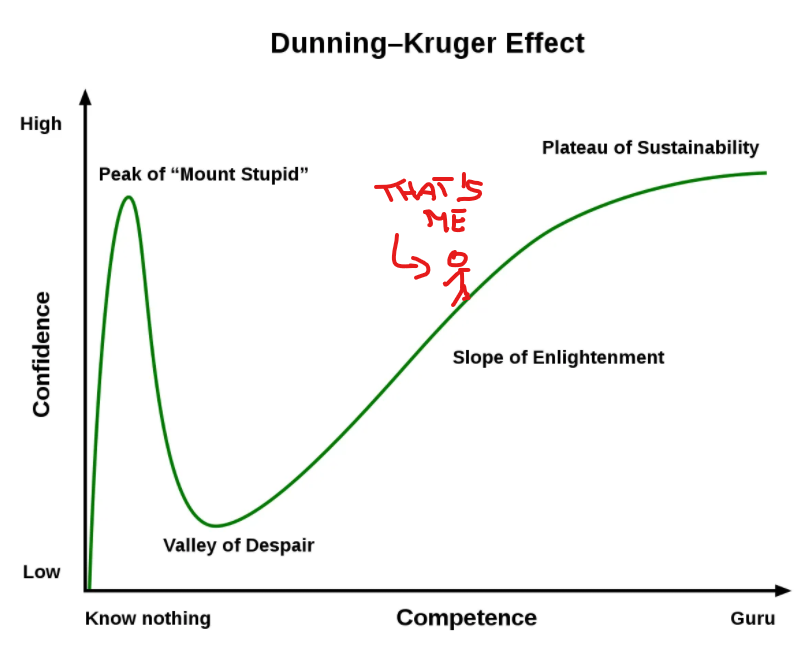 Dunning–Kruger Effect
High
Plateau of Sustainability
Peak of “Mount Stupid”
THAT'S
ME
Confidence
Slope of Enlightenment
Valley of Despair
Low
Know nothing
Competence
Guru